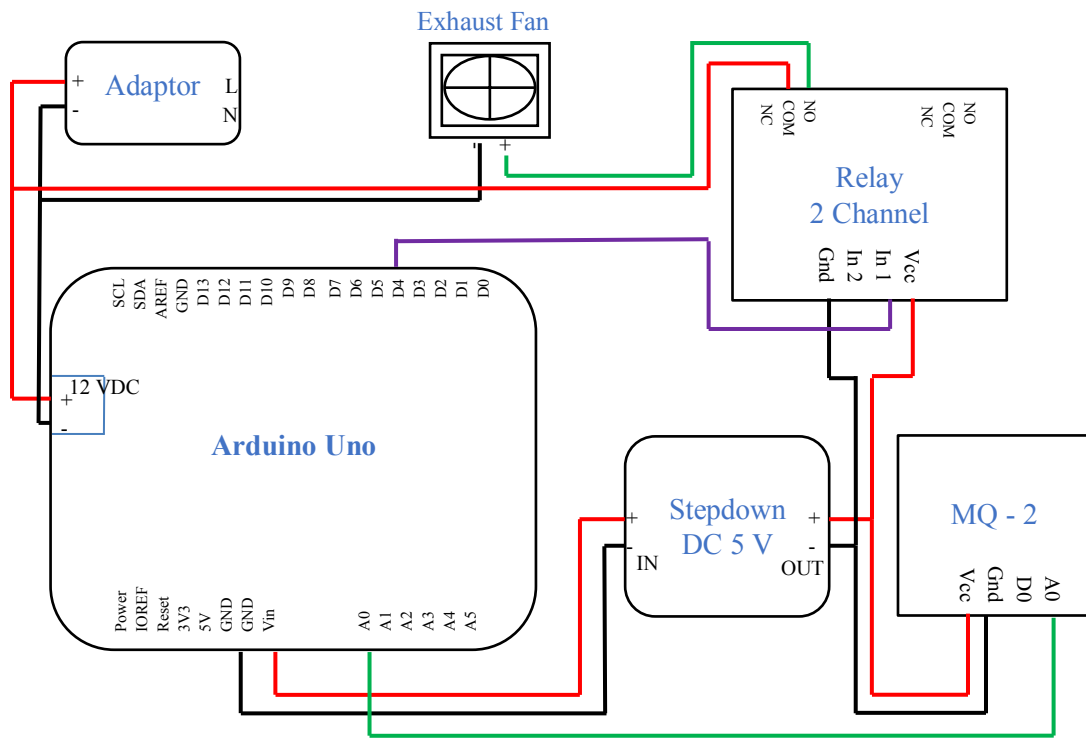 Exhaust Fan
-
+
Adaptor
+
-
L
N
NC
COM
NO
NC
COM
NO
Relay
2 Channel
Gnd
In 2
In 1
Vcc
SCL
SDA
AREF
GND
D13
D12
D11
D10
D9
D8
D7
D6
D5
D4
D3
D2
D1
D0
12 VDC
+
-
Arduino Uno
Power
IOREF
Reset
3V3
5V
GND
GND
Vin
A0
A1
A2
A3
A4
A5
Stepdown
DC 5 V
+
-
IN
+
-
OUT
MQ - 2
Vcc
Gnd
D0
A0